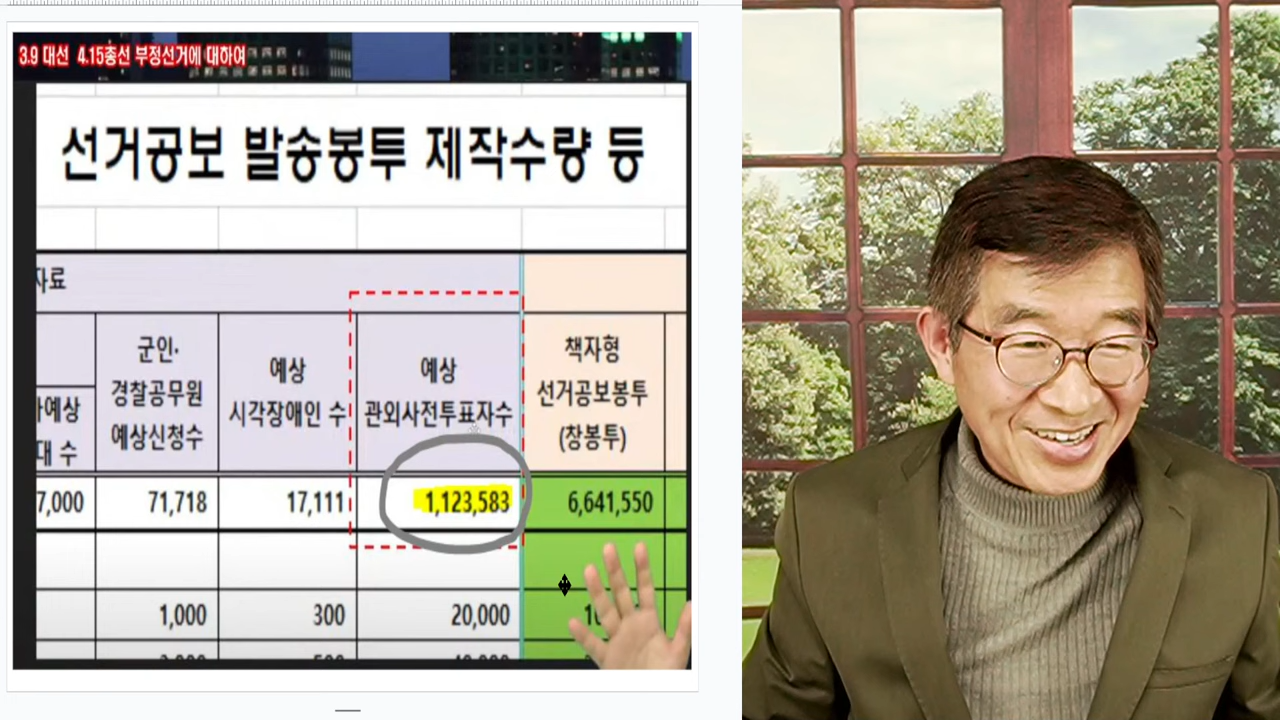 3.9 대선 4.15총선 부정선거에 대하여
선거공보 발송봉투 제작수량 등
자료
군인·
경찰공무원
예상신청수
예상
시각장애인 수
예상
관외사전투표자수
책자형
선거공보봉투
(창봉투)
예상
대 수
7,000 71,718 17,111 1,123,583 6,641,550
1,000 300 20,000